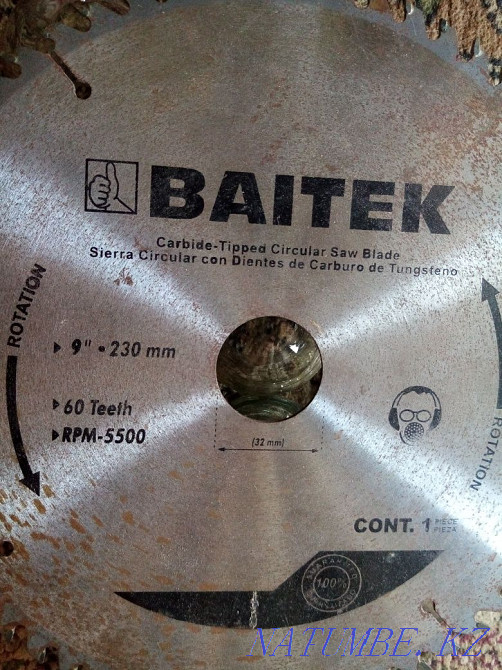 BAITEK
Carbide-Tipped Circular Saw Blade
Sierra Circular con Dientes de Carburo de Tungsteno
ROTATION
9" • 230 mm
60 Teeth
RPM-5500
(32 mm)
ROTATION
CONT. 1 PIECE
PIEZA
100%
NATUMBE.KZ